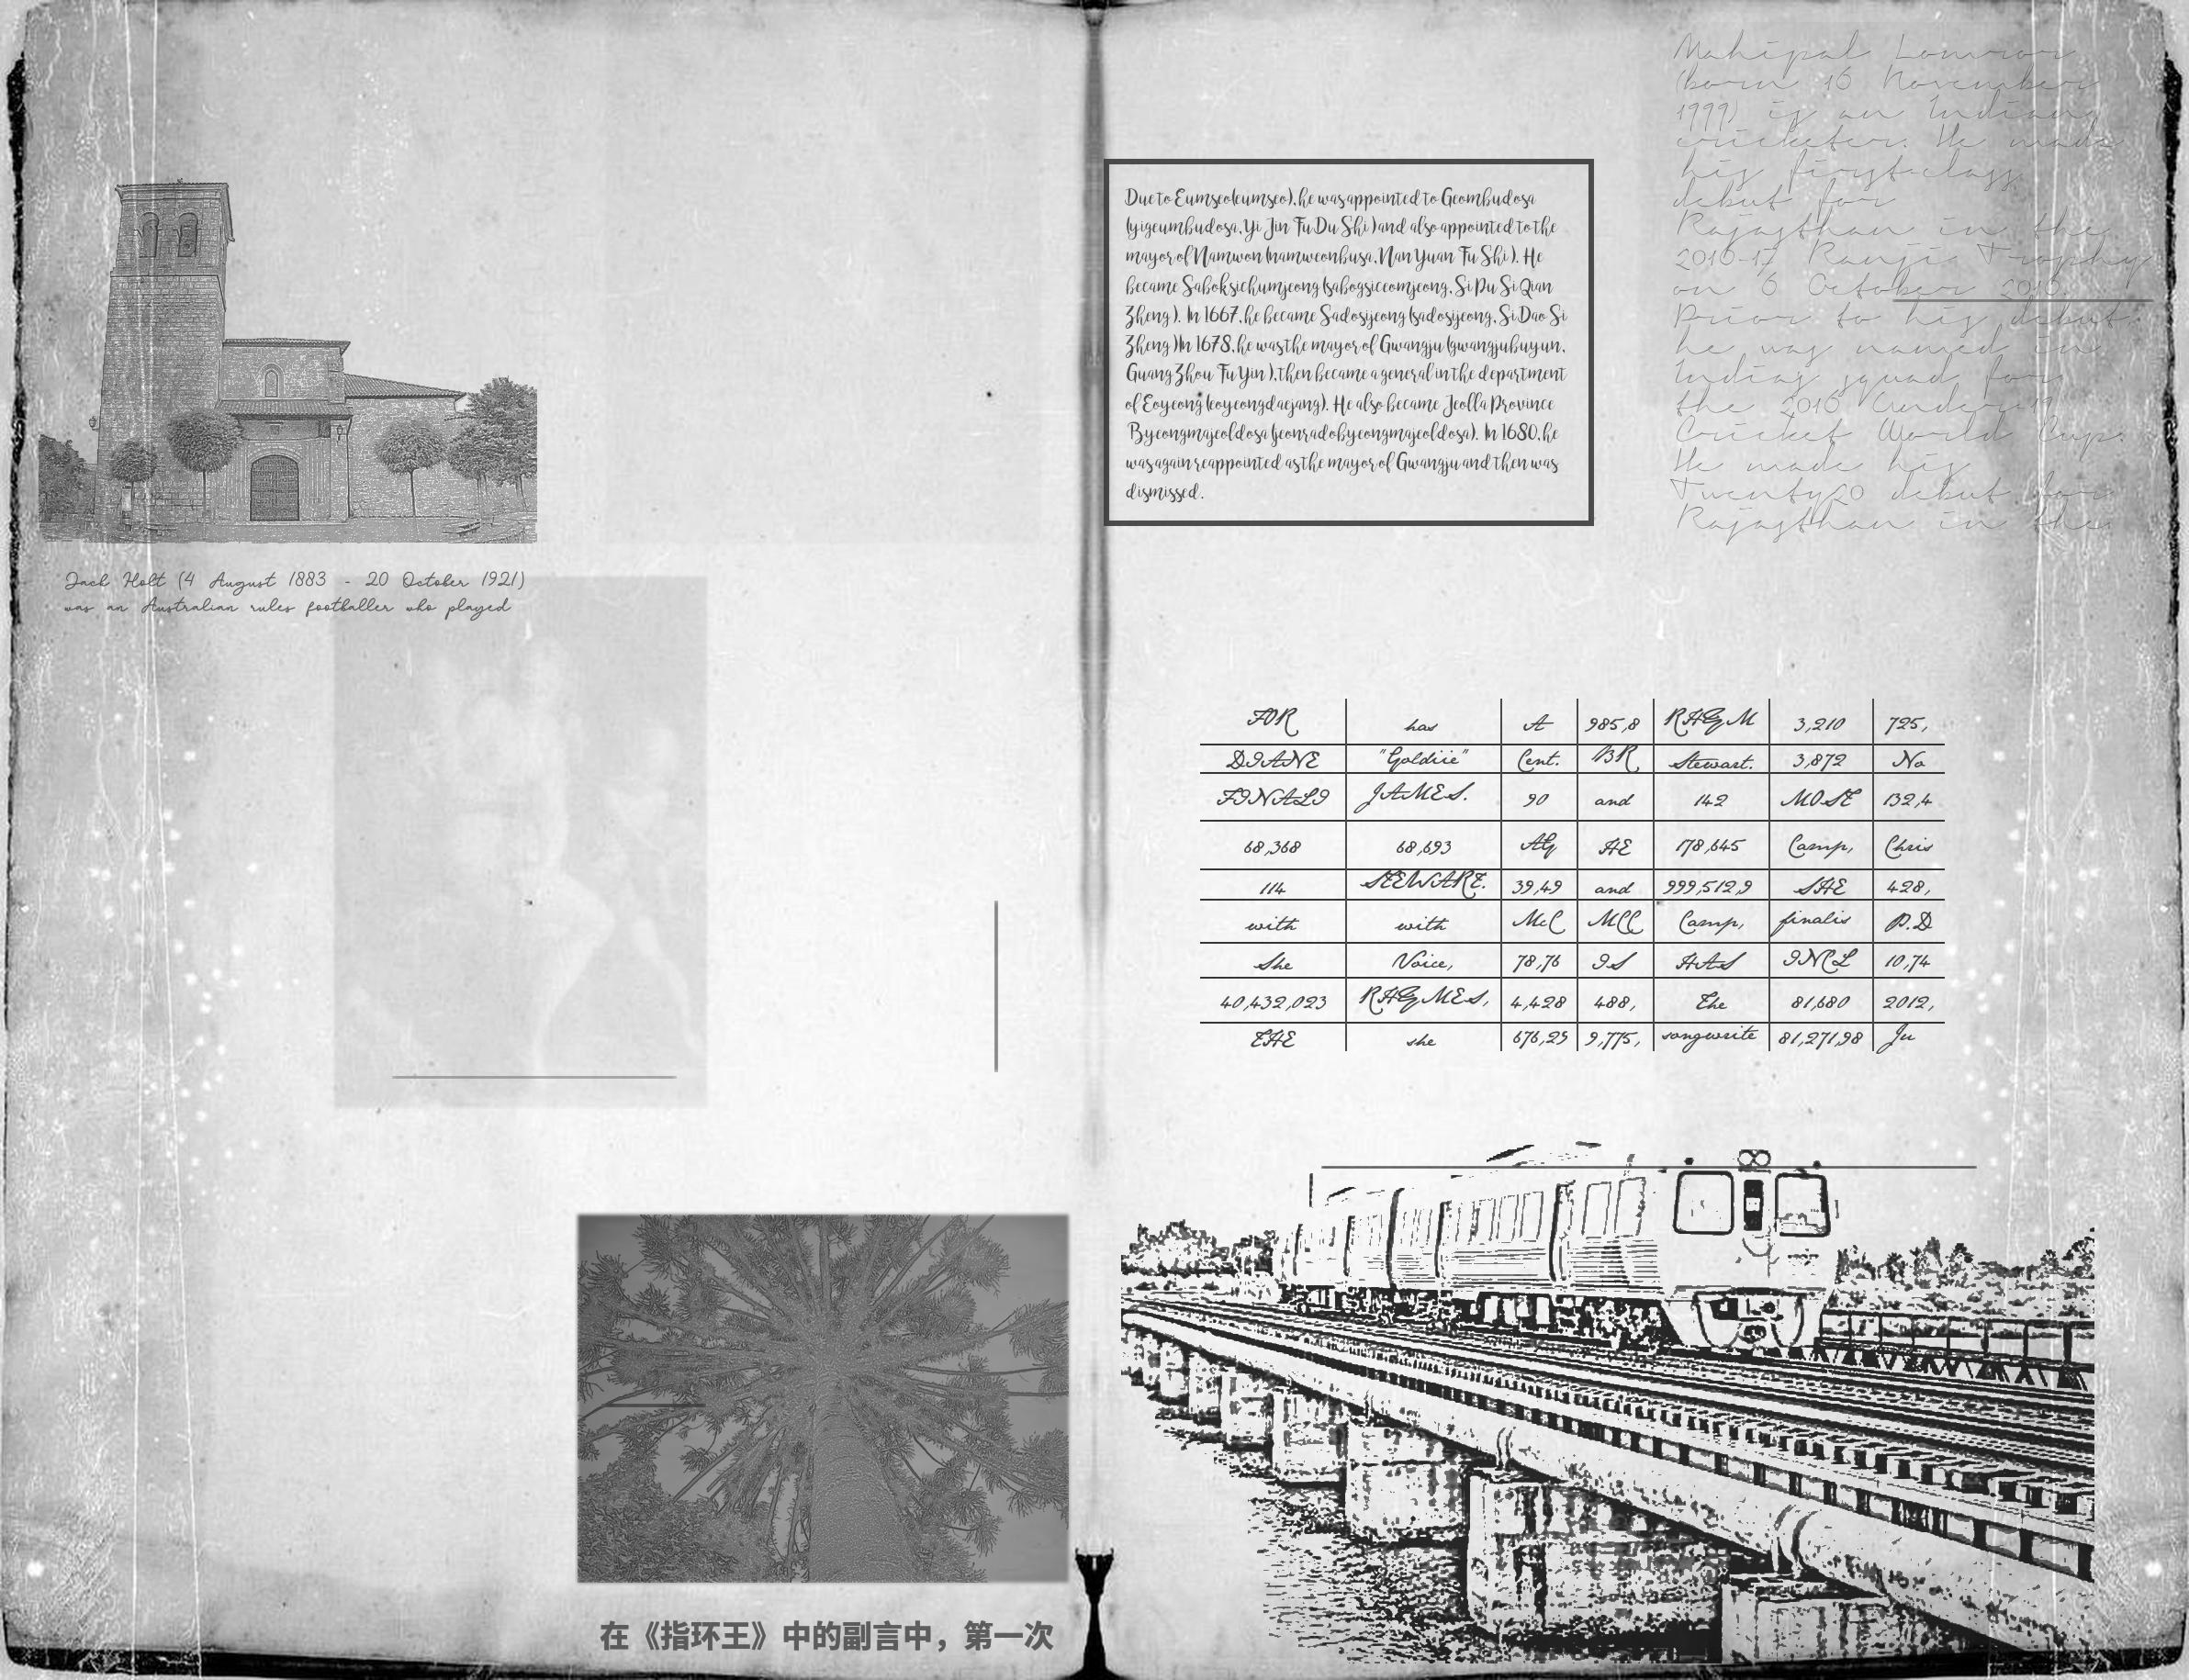 Jack Holt (4 August 1883 - 20 October 1921)
was an Australian rules footballer who played
在《指环王》中的副言中，第一次
Due to Eumseo(eumseo), he was appointed to Geombudosa
(yigeumbudosa, Yi Jin Fu Du Shi ) and also appointed to the
mayor of Namwon (namweonbusa, Nan Yuan Fu Shi ). He
became Saboksichumjeong (sabogsiceomjeong, Si Pu Si Qian
Zheng ). In 1667, he became Sadosijeong (sadosijeong, Si Dao Si
Zheng )In 1678, he was the mayor of Gwangju (gwangjubuyun,
Guang Zhou Fu Yin ), then became a general in the department
of Eoyeong (eoyeongdaejang). He also became Jeolla Province
Byeongmajeoldosa (jeonradobyeongmajeoldosa). In 1680, he
was again reappointed as the mayor of Gwangju and then was
dismissed.
Mahipal Lomror
(born 16 November
1999) is an Indian
cricketer. He made
his first-class
debut for
Rajasthan in the
2016-17 Ranji Trophy
on 6 October 2016.
Prior to his debut,
he was named in
Indias squad for
the 2016 Under-19
Cricket World Cup.
He made his
Twenty20 debut for
Rajasthan in the
FOR has A 985,8 RHGM 3,210 725,
DIANE "Goldiie" Cent. BR Stewart. 3,872 No
FINALI JAMES. 90 and 142 MOST 132,4
68,368 68,693 Ag AE 178,645 Camp, Chris
114 STEWART. 39,49 and 999,512,9 SHE 428,
with with McC MCC Camp, finalis P.D
She Voice, 78,76 IS HAS INCL 10,74
40,432,023 RHGMES, 4,428 488, The 81,680 2012,
THE she 676,25 9,775, songwrite 81,271,98 Ju